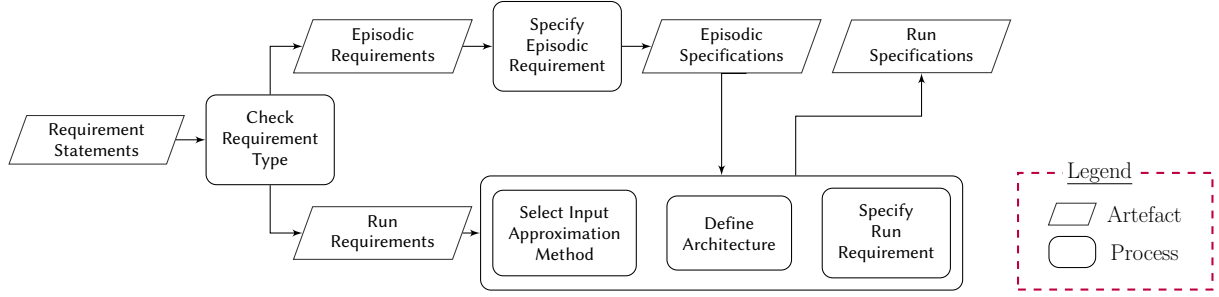 Requirement
Statements
Check
Requirement
Type
Episodic
Requirements
Specify
Episodic
Requirement
Episodic
Specifications
Run
Specifications
Run
Requirements
Select Input
Approximation
Method
Define
Architecture
Specify
Run
Requirement
Legend
Artefact
Process